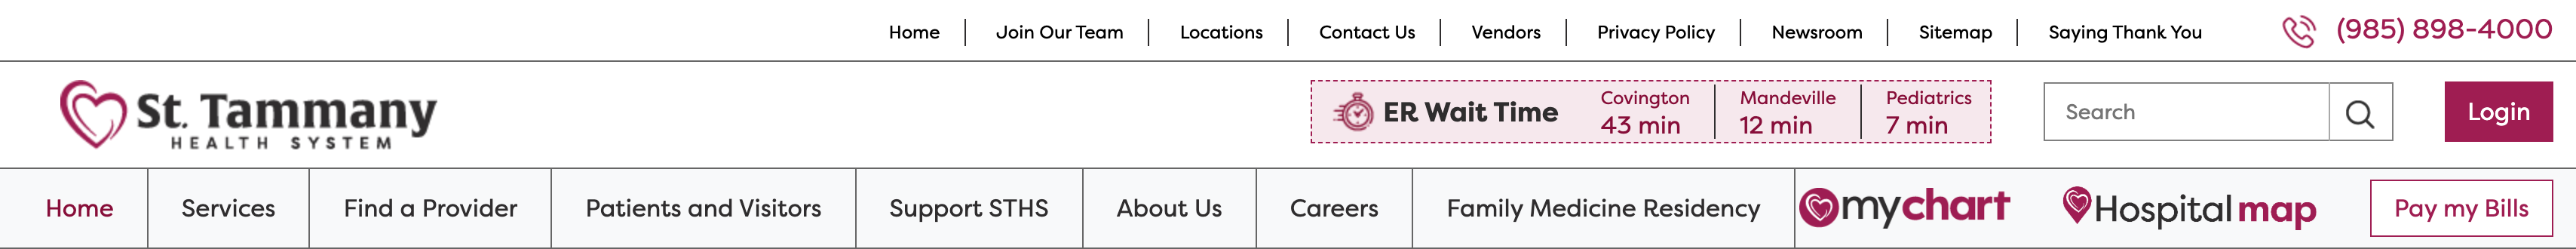 Home Join Our Team Locations Contact Us Vendors Privacy Policy Newsroom Sitemap Saying Thank You (985) 898-4000
St. Tammany
HEALTH SYSTEM
ER Wait Time
Covington
43 min
Mandeville
12 min
Pediatrics
7 min
Search
Login
Home Services Find a Provider Patients and Visitors Support STHS About Us Careers Family Medicine Residency mychart Hospital map Pay my Bills